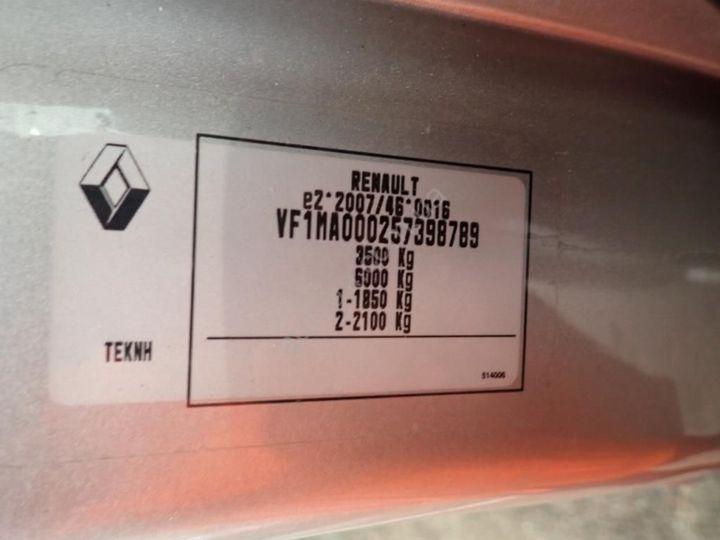 RENAULT
e2*2007/46*0016
VF1MA000257398789
3500 Kg
6000 Kg
1-1850 Kg
2-2100 Kg
TEKNH
514006